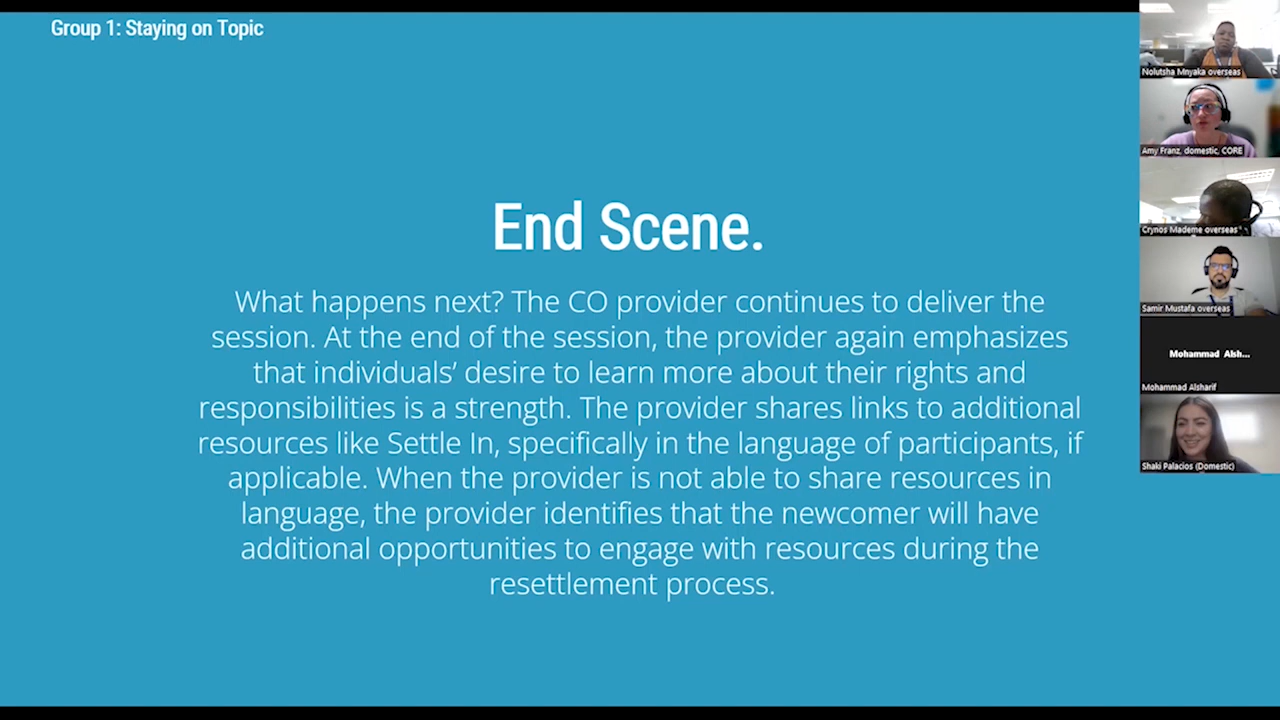 Group 1: Staying on Topic
End Scene.
What happens next? The CO provider continues to deliver the
session. At the end of the session, the provider again emphasizes
that individuals’ desire to learn more about their rights and
responsibilities is a strength. The provider shares links to additional
resources like Settle In, specifically in the language of participants, if
applicable. When the provider is not able to share resources in
language, the provider identifies that the newcomer will have
additional opportunities to engage with resources during the
resettlement process.
Nolutsha Mnyaka overseas
Amy Franz, domestic, CORE
Crynos Mademe overseas
Samir Mustafa overseas
Mohammad Alsh...
Mohammad Alsharif
Shaki Palacios (Domestic)